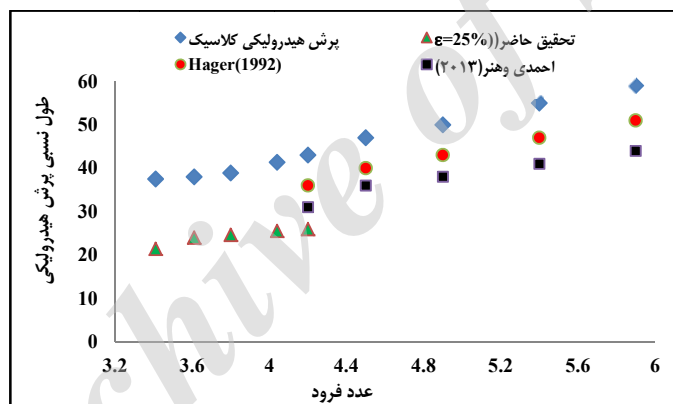 پرش هیدرولیکی کلاسیک
تحقیق حاضر((ε=25%
Hager(1992)
احمدی وهنر(۲۰۱۳)
طول نسبی پرش هیدرولیکی
60
50
40
30
20
10
0
3.2 3.6 4 4.4 4.8 5.2 5.6 6
عدد فرود
chive of